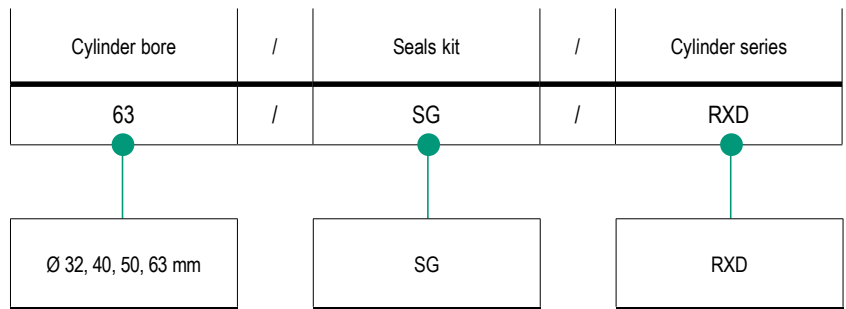 Cylinder bore / Seals kit / Cylinder series
63 / SG / RXD
Ø 32, 40, 50, 63 mm SG RXD